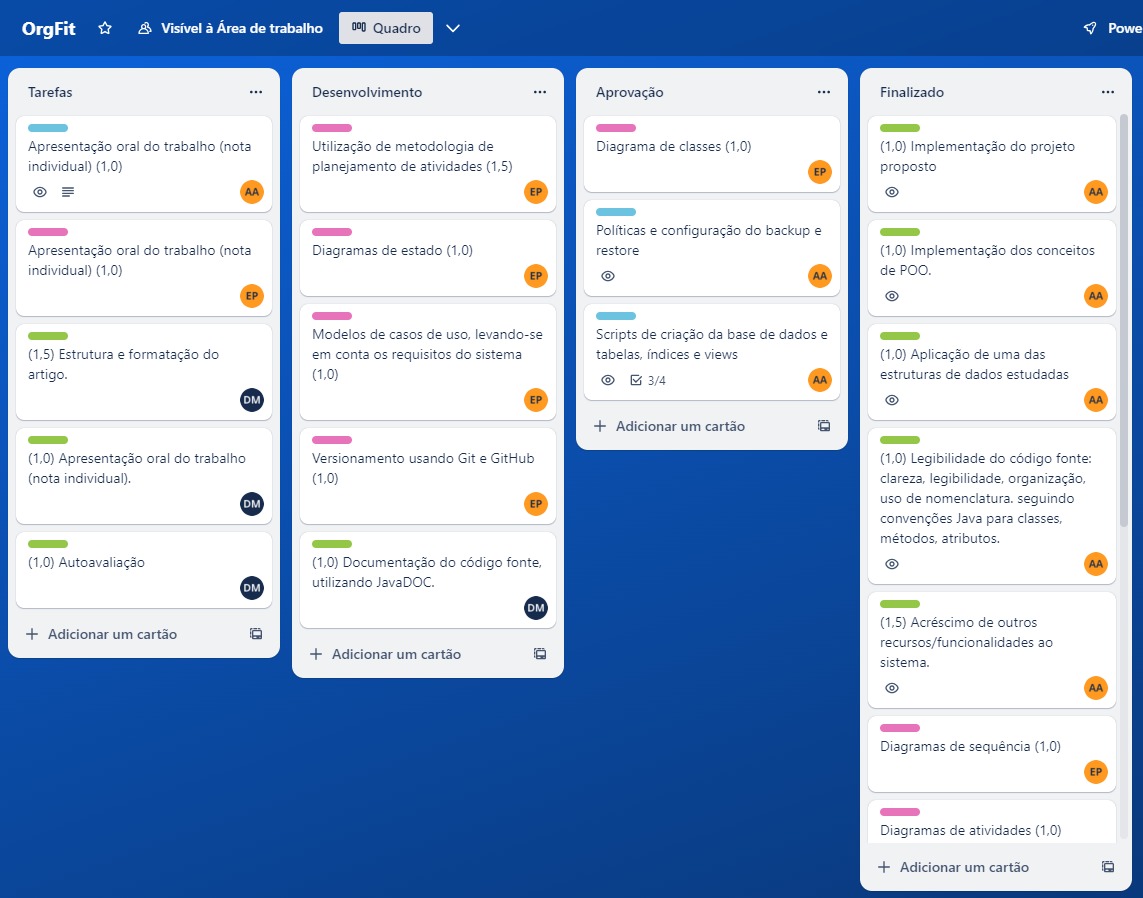 OrgFit
Visível à Área de trabalho
Quadro
Powe
Tarefas
Apresentação oral do trabalho (nota
individual) (1,0)
AA
Apresentação oral do trabalho (nota
individual) (1,0)
EP
(1,5) Estrutura e formatação do
artigo.
DM
(1,0) Apresentação oral do trabalho
(nota individual).
DM
(1,0) Autoavaliação
DM
Adicionar um cartão
Desenvolvimento
Utilização de metodologia de
planejamento de atividades (1,5)
EP
Diagramas de estado (1,0)
EP
Modelos de casos de uso, levando-se
em conta os requisitos do sistema
(1,0)
EP
Versionamento usando Git e GitHub
(1,0)
EP
(1,0) Documentação do código fonte,
utilizando JavaDOC.
DM
Adicionar um cartão
Aprovação
Diagrama de classes (1,0)
EP
Políticas e configuração do backup e
restore
AA
Scripts de criação da base de dados e
tabelas, índices e views
3/4
AA
Adicionar um cartão
Finalizado
(1,0) Implementação do projeto
proposto
AA
(1,0) Implementação dos conceitos
de POO.
AA
(1,0) Aplicação de uma das
estruturas de dados estudadas
AA
(1,0) Legibilidade do código fonte:
clareza, legibilidade, organização,
uso de nomenclatura. seguindo
convenções Java para classes,
métodos, atributos.
AA
(1,5) Acréscimo de outros
recursos/funcionalidades ao
sistema.
AA
Diagramas de sequência (1,0)
EP
Diagramas de atividades (1,0)
Adicionar um cartão